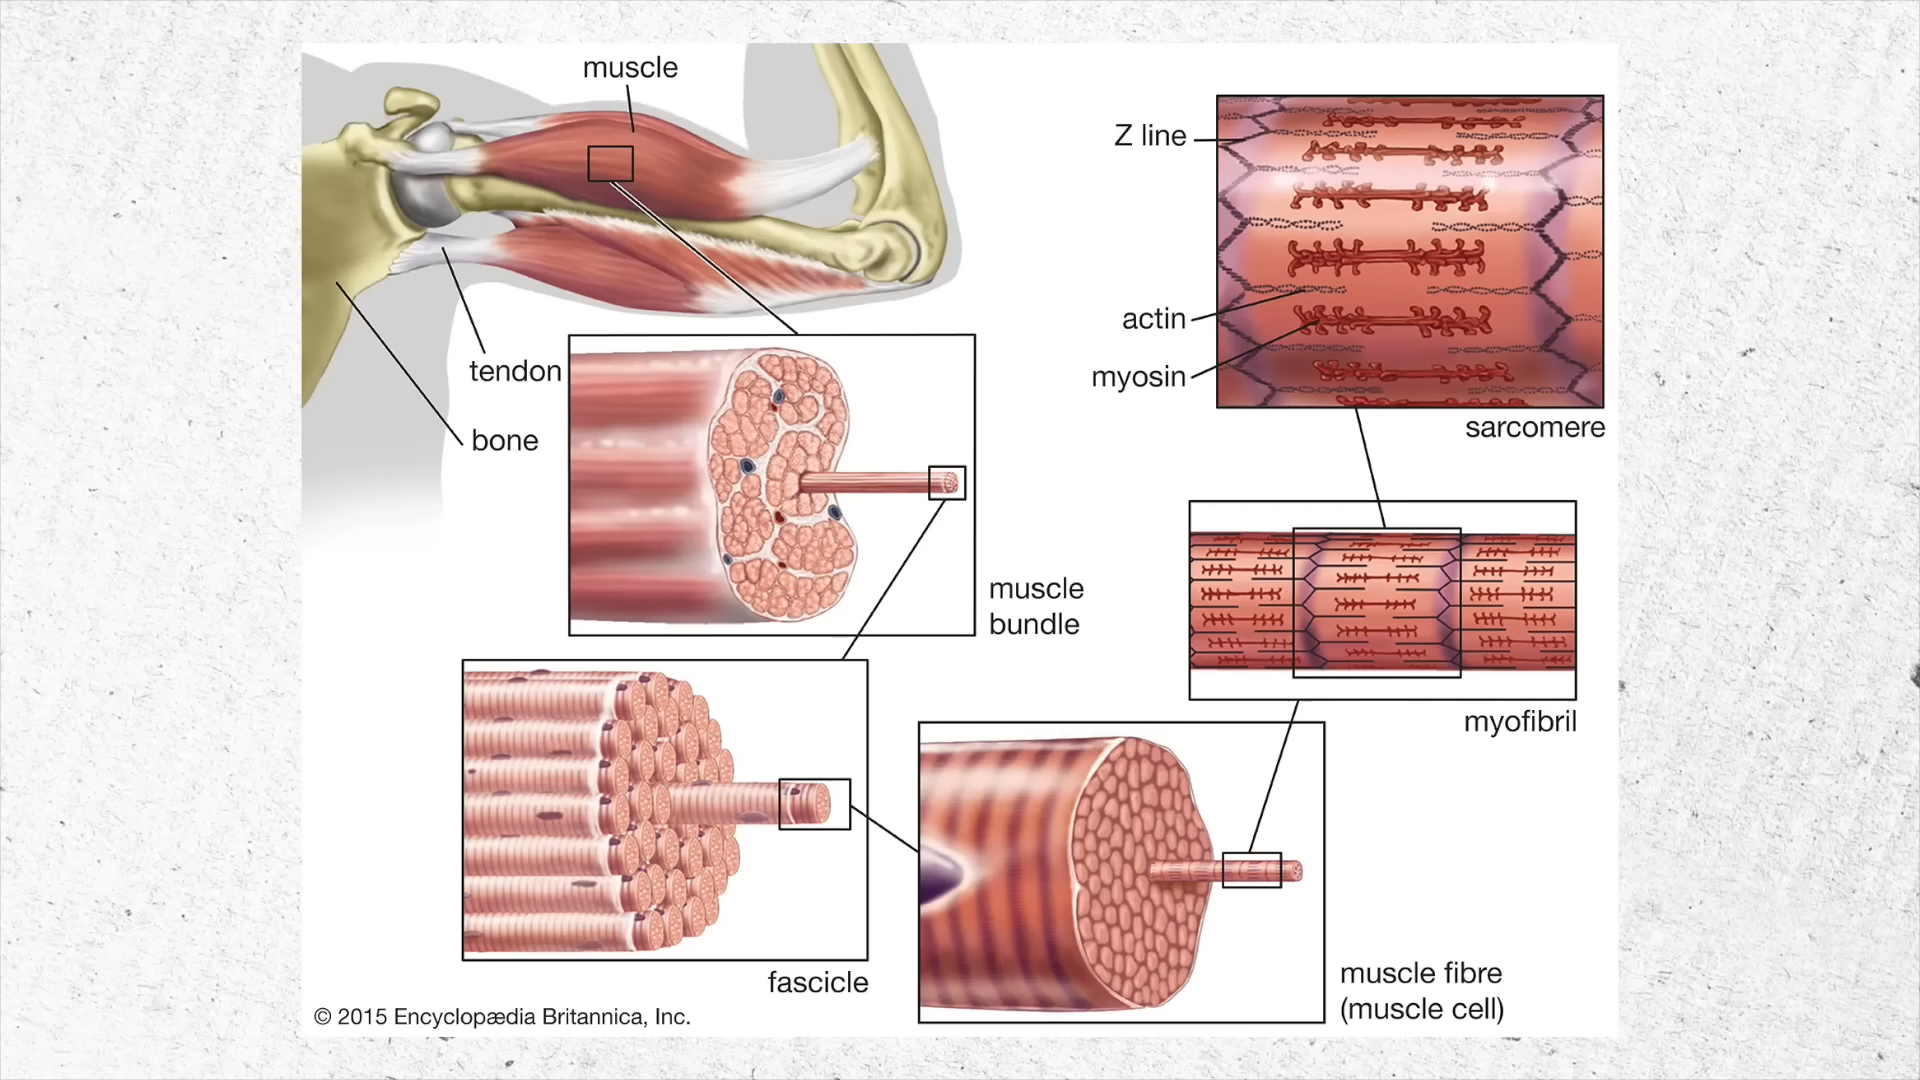 muscle
Z line
actin
tendon
myosin
sarcomere
bone
muscle
bundle
myofibril
muscle fibre
(muscle cell)
fascicle
© 2015 Encyclopædia Britannica, Inc.